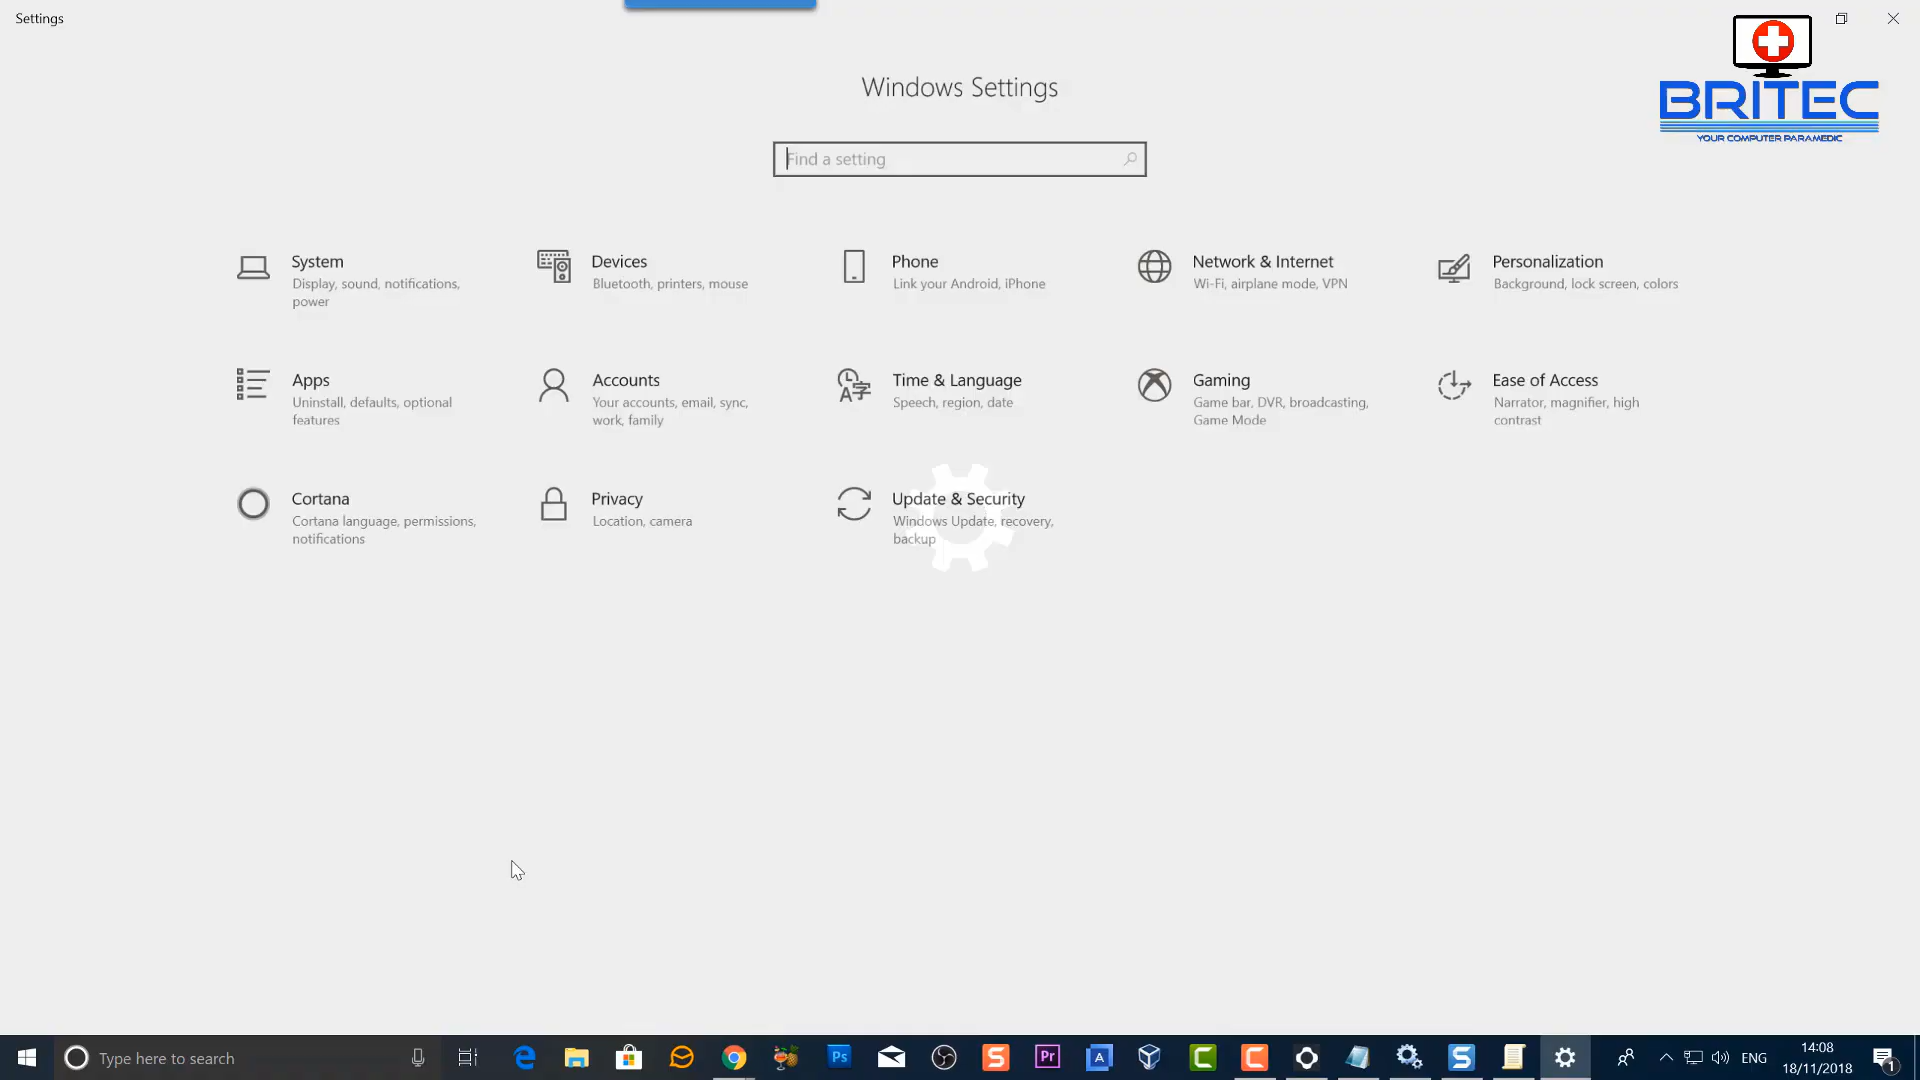 Settings
BRITEC
YOUR COMPUTER PARAMEDIC
Windows Settings
Find a setting
System
Display, sound, notifications,
power
Devices
Bluetooth, printers, mouse
Phone
Link your Android, iPhone
Network & Internet
Wi-Fi, airplane mode, VPN
Personalization
Background, lock screen, colors
Apps
Uninstall, defaults, optional
features
Accounts
Your accounts, email, sync,
work, family
Time & Language
Speech, region, date
Gaming
Game bar, DVR, broadcasting,
Game Mode
Ease of Access
Narrator, magnifier, high
contrast
Cortana
Cortana language, permissions,
notifications
Privacy
Location, camera
Update & Security
Windows Update, recovery,
backup
Type here to search
Ps
S
Pr
A
C
C
S
ENG
14:08
18/11/2018
1